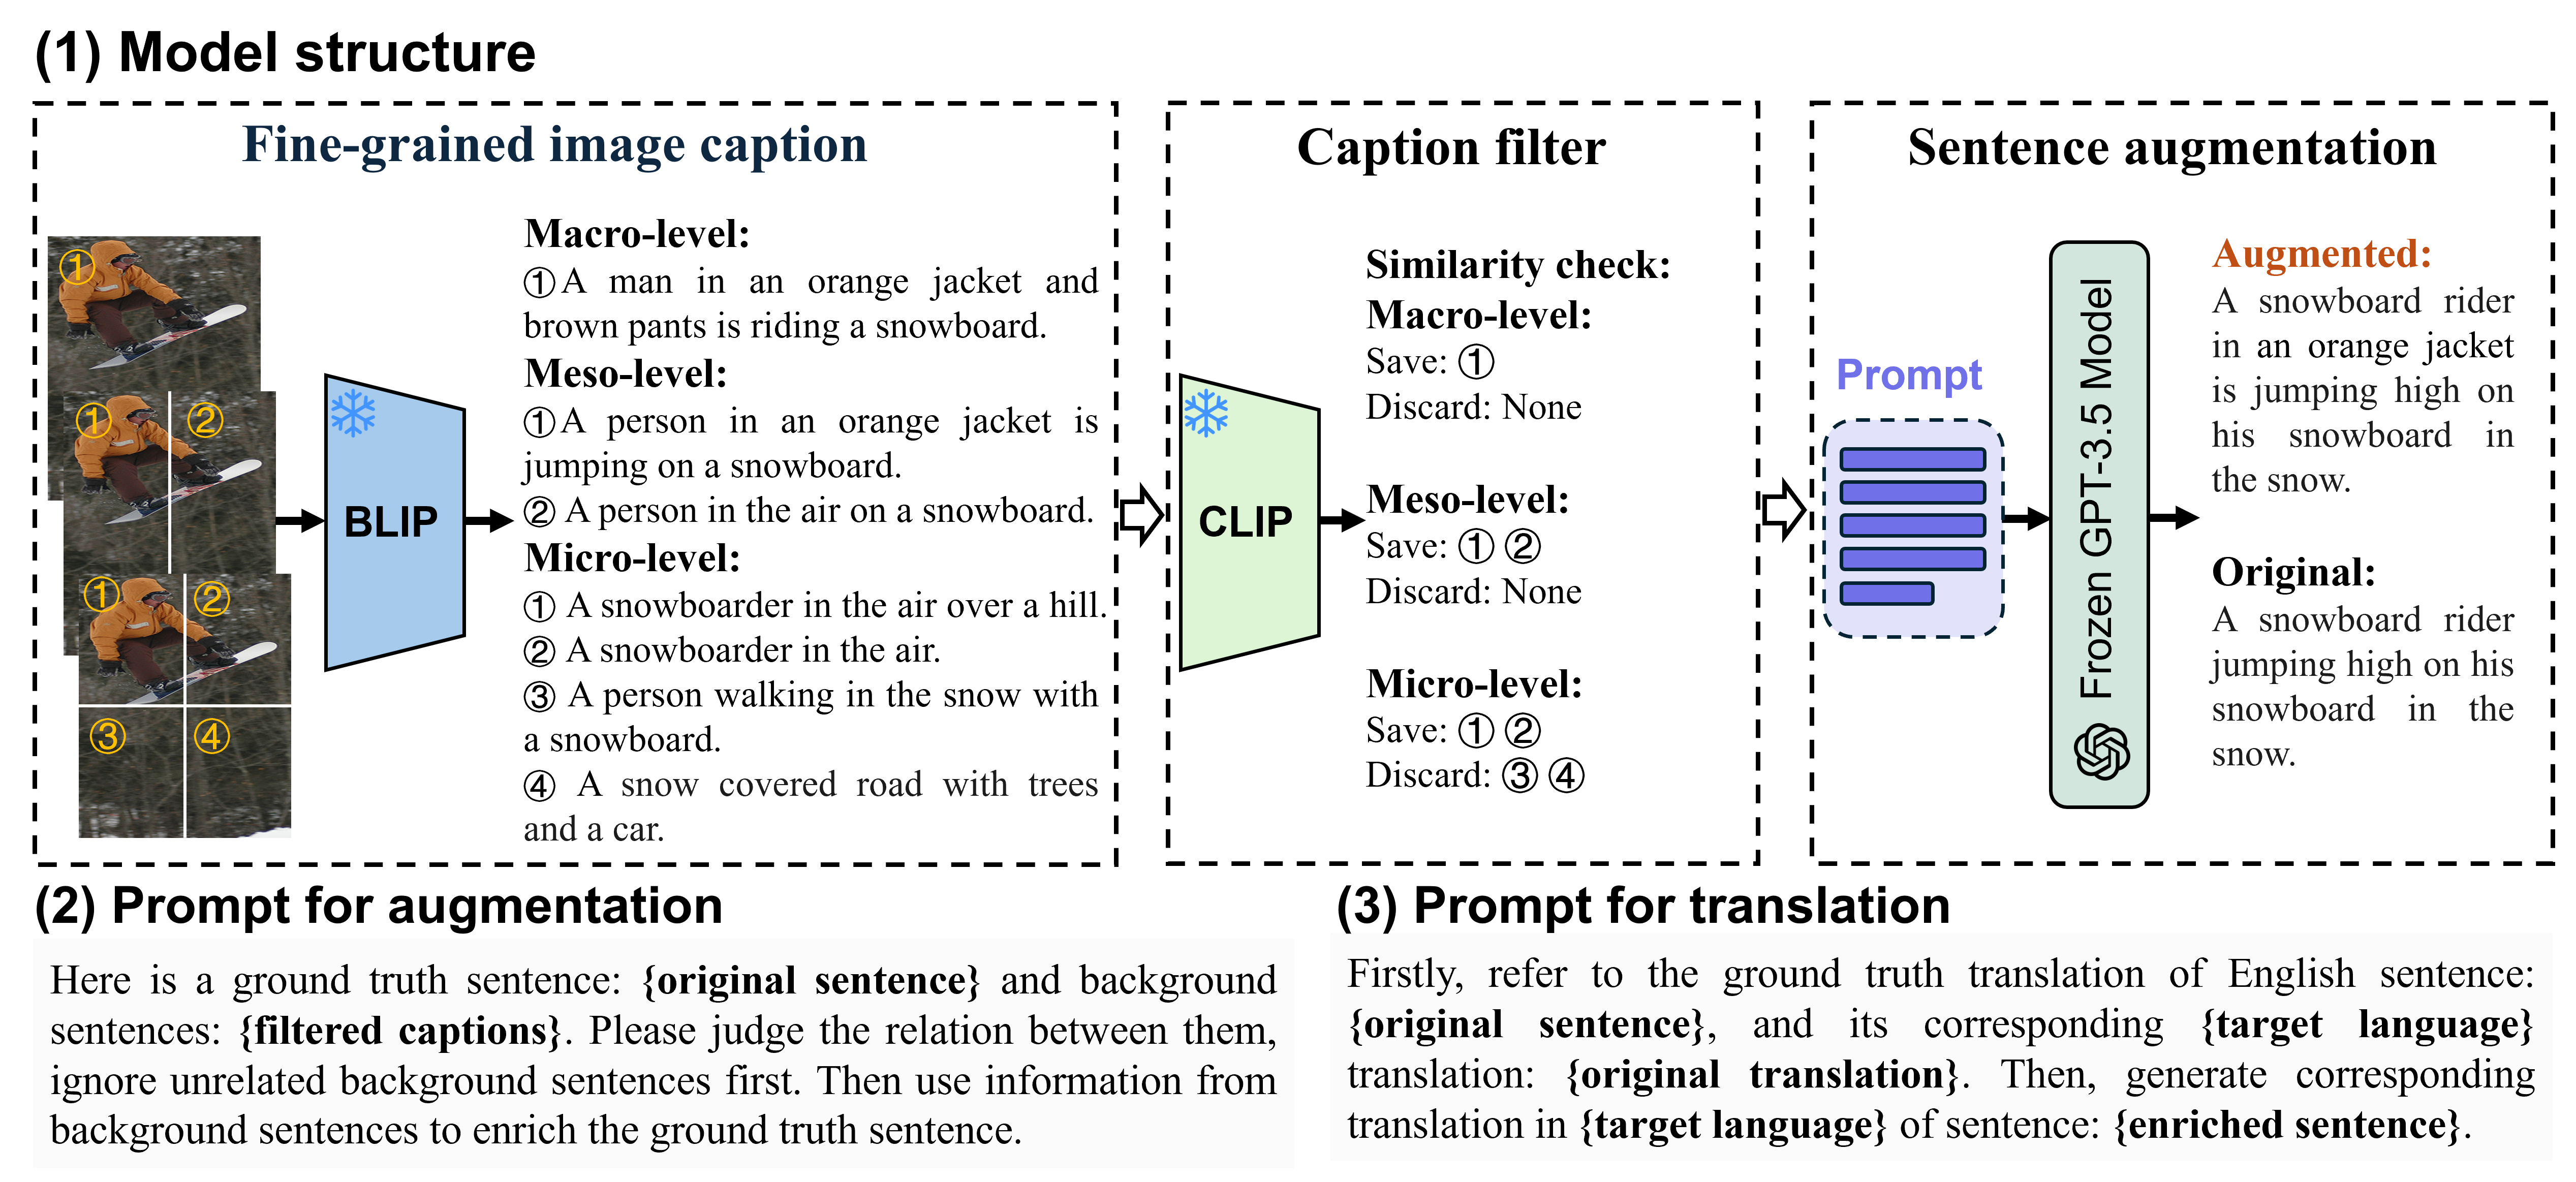 (1) Model structure
Fine-grained image caption
①
① ②
① ②
③ ④
BLIP
Macro-level:
①A man in an orange jacket and
brown pants is riding a snowboard.
Meso-level:
①A person in an orange jacket is
jumping on a snowboard.
② A person in the air on a snowboard.
Micro-level:
① A snowboarder in the air over a hill.
② A snowboarder in the air.
③ A person walking in the snow with
a snowboard.
④ A snow covered road with trees
and a car.
Caption filter
CLIP
Similarity check:
Macro-level:
Save: ①
Discard: None
Meso-level:
Save: ① ②
Discard: None
Micro-level:
Save: ① ②
Discard: ③ ④
Sentence augmentation
Prompt
Frozen GPT-3.5 Model
Augmented:
A snowboard rider
in an orange jacket
is jumping high on
his snowboard in
the snow.
Original:
A snowboard rider
jumping high on his
snowboard in the
snow.
(2) Prompt for augmentation
Here is a ground truth sentence: {original sentence} and background
sentences: {filtered captions}. Please judge the relation between them,
ignore unrelated background sentences first. Then use information from
background sentences to enrich the ground truth sentence.
(3) Prompt for translation
Firstly, refer to the ground truth translation of English sentence:
{original sentence}, and its corresponding {target language}
translation: {original translation}. Then, generate corresponding
translation in {target language} of sentence: {enriched sentence}.